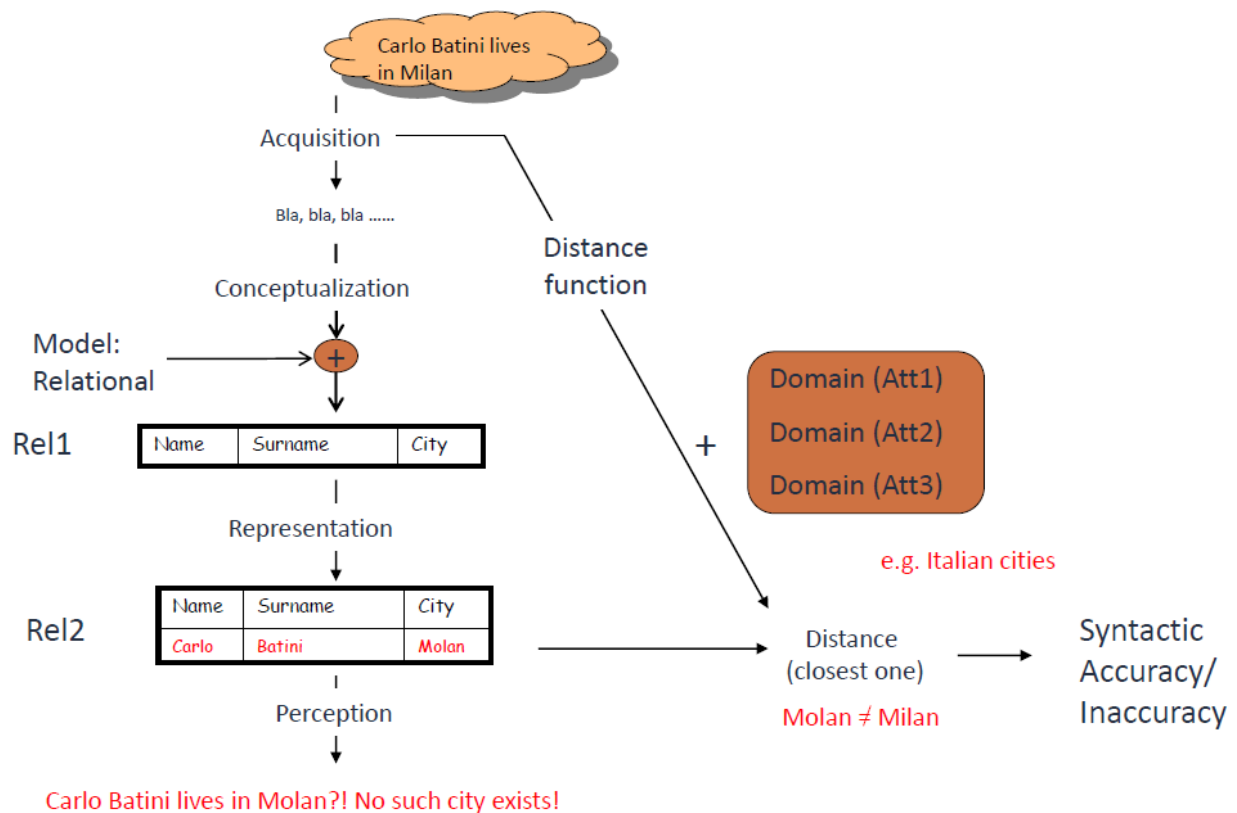 Carlo Batini lives
in Milan
Acquisition
Bla, bla, bla ......
Distance
function
Conceptualization
Model:
Relational
+
Domain (Att1)
Domain (Att2)
Domain (Att3)
+
Rel1
Name Surname City
Representation
e.g. Italian cities
Rel2
Name Surname City
Carlo Batini Molan
Distance
(closest one)
Molan ≠ Milan
Syntactic
Accuracy/
Inaccuracy
Perception
Carlo Batini lives in Molan?! No such city exists!